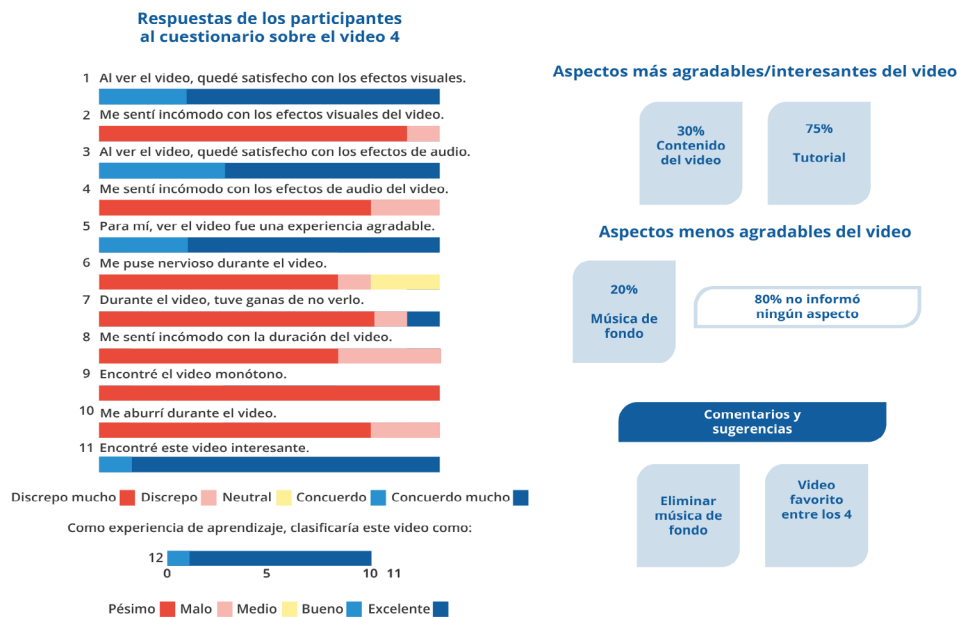 Respuestas de los participantes
al cuestionario sobre el video 4
1 Al ver el video, quedé satisfecho con los efectos visuales.
2 Me sentí incómodo con los efectos visuales del video.
3 Al ver el video, quedé satisfecho con los efectos de audio.
4 Me sentí incómodo con los efectos de audio del video.
5 Para mí, ver el video fue una experiencia agradable.
6 Me puse nervioso durante el video.
7 Durante el video, tuve ganas de no verlo.
8 Me sentí incómodo con la duración del video.
9 Encontré el video monótono.
10 Me aburrí durante el video.
11 Encontré este video interesante.
Discrepo mucho Discrepo Neutral Concuerdo Concuerdo mucho
Como experiencia de aprendizaje, clasificaría este video como:
12
0 5 10 11
Pésimo Malo Medio Bueno Excelente
Aspectos más agradables/interesantes del video
30%
Contenido
del video
75%
Tutorial
Aspectos menos agradables del video
20%
Música de
fondo
80% no informó
ningún aspecto
Comentarios y
sugerencias
Eliminar
música de
fondo
Video
favorito
entre los 4